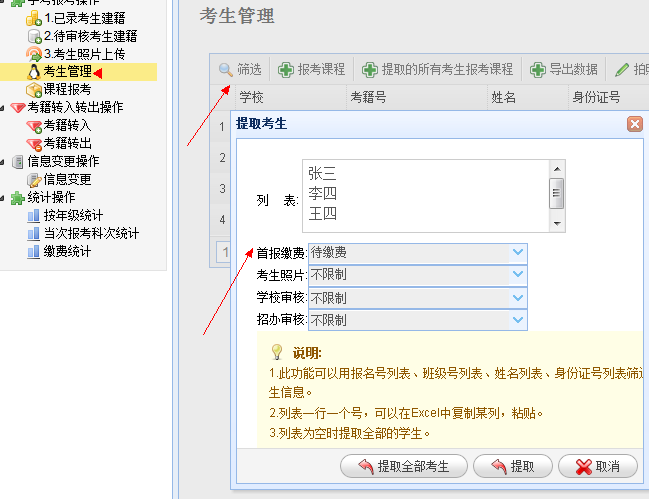 学考报考操作
1.已录考生建籍
2.待审核考生建籍
3.考生照片上传
考生管理
课程报考
考籍转入转出操作
考籍转入
考籍转出
信息变更操作
信息变更
统计操作
按年级统计
当次报考科次统计
缴费统计
考生管理
筛选 报考课程 提取的所有考生报考课程 导出数据
学校 考籍号 姓名 身份证号
1
2
3
4
1
提取考生
列 表:
张三
李四
王四
首报缴费: 待缴费
考生照片: 不限制
学校审核: 不限制
招办审核: 不限制
说明:
1.此功能可以用报名号列表、班级号列表、姓名列表、身份证号列表筛选
生信息。
2.列表一行一个号，可以在Excel中复制某列，粘贴。
3.列表为空时提取全部的学生。
提取全部考生 提取 取消